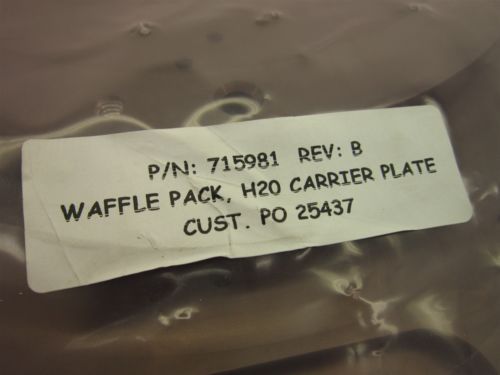 P/N: 715981 REV: B
WAFFLE PACK, H20 CARRIER PLATE
CUST. PO 25437